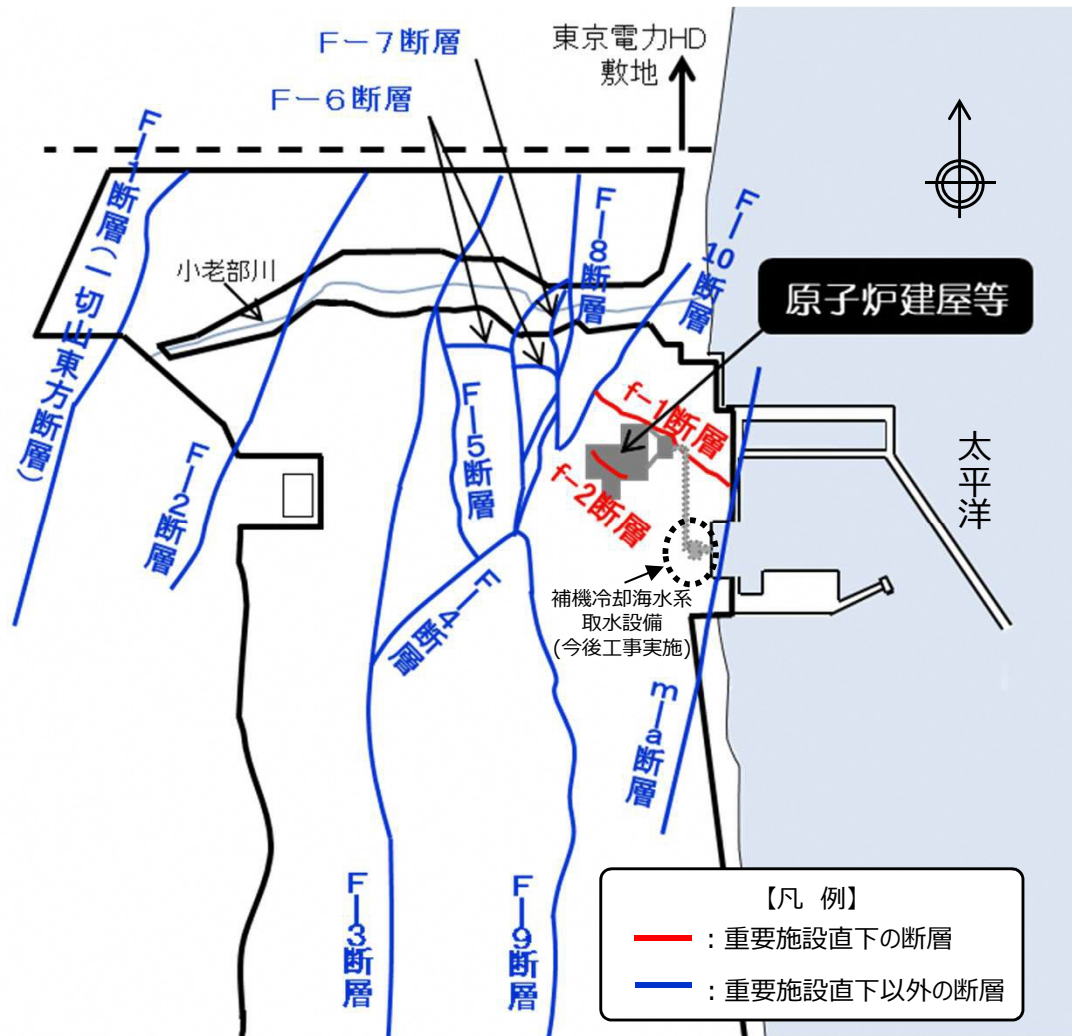 F－7断層
東京電力HD
敷地
F－6断層
F－1断層(一切山東方断層)
小老部川
F－8断層
F－10断層
原子炉建屋等
f－1断層
F－5断層
F－2断層
f－2断層
太平洋
F－4断層
補機冷却海水系
取水設備
(今後工事実施)
m－a断層
F－3断層
F－9断層
【凡 例】
：重要施設直下の断層
：重要施設直下以外の断層